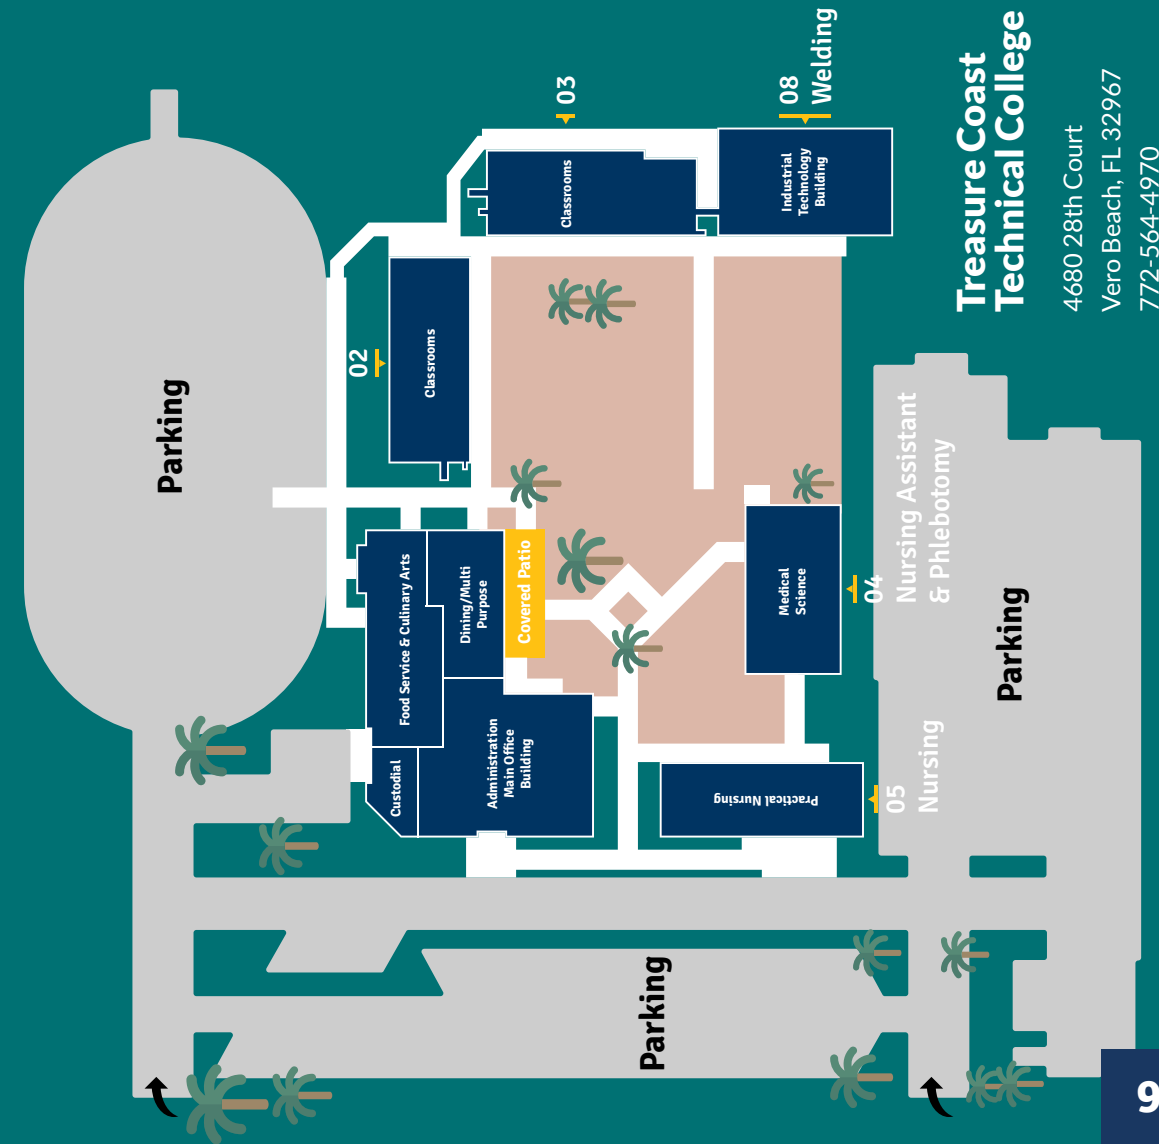 Treasure Coast
Technical College
4680 28th Court
Vero Beach, FL 32967
772-564-4970
Parking
02
Classrooms
03
Classrooms
08
Welding
Industrial
Technology
Building
Food Service & Culinary Arts
Dining/Multi
Purpose
Covered Patio
Custodial
Administration
Main Office
Building
Medical
Science
04
Nursing Assistant
& Phlebotomy
Practical Nursing
05
Nursing
Parking
Parking
9